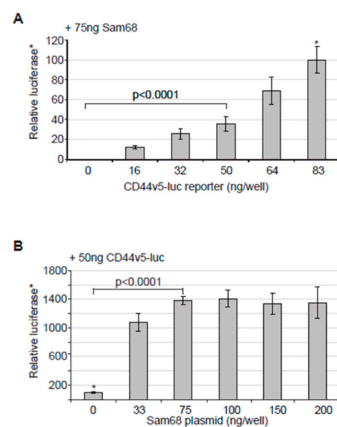 A
+ 75ng Sam68
120
100
80
60
40
20
0
Relative luciferase*
p<0.0001
*
0 16 32 50 64 83
CD44v5-luc reporter (ng/well)
B
+ 50ng CD44v5-luc
1800
1400
1000
600
200
Relative luciferase*
p<0.0001
*
0 33 75 100 150 200
Sam68 plasmid (ng/well)